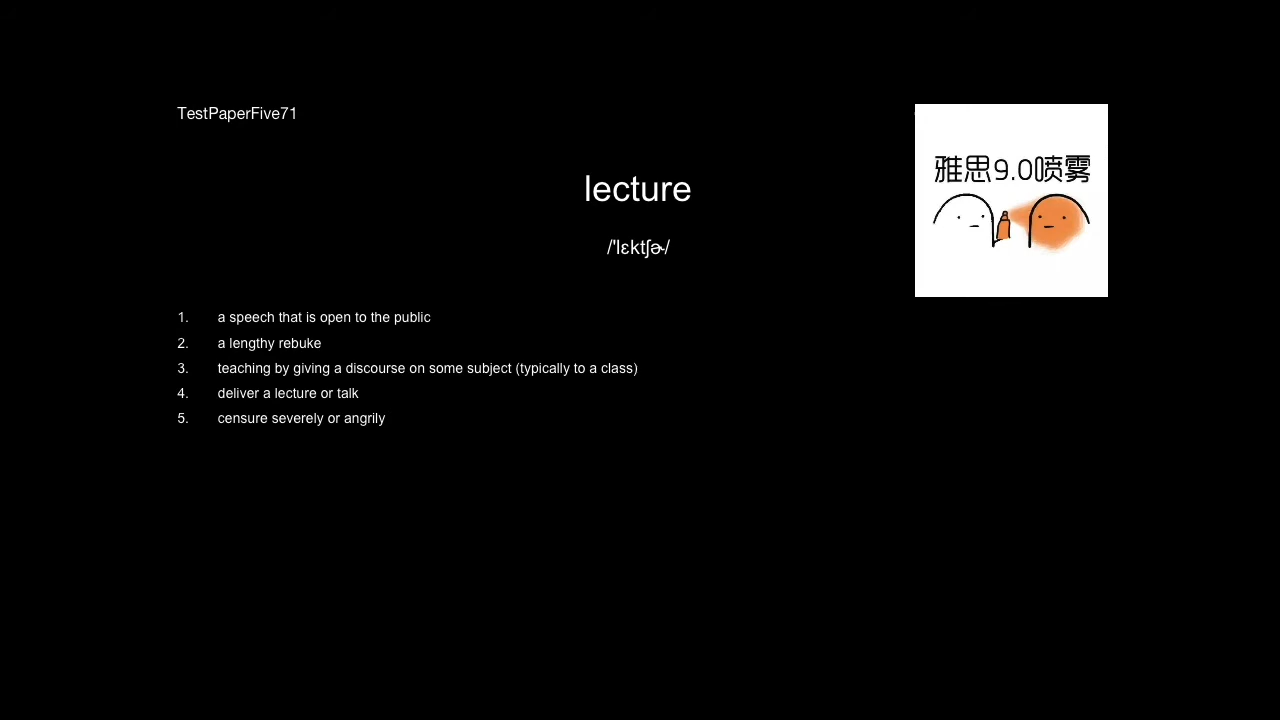 TestPaperFive71
雅思9.0喷雾
lecture
/'lɛktʃɚ/
1. a speech that is open to the public
2. a lengthy rebuke
3. teaching by giving a discourse on some subject (typically to a class)
4. deliver a lecture or talk
5. censure severely or angrily